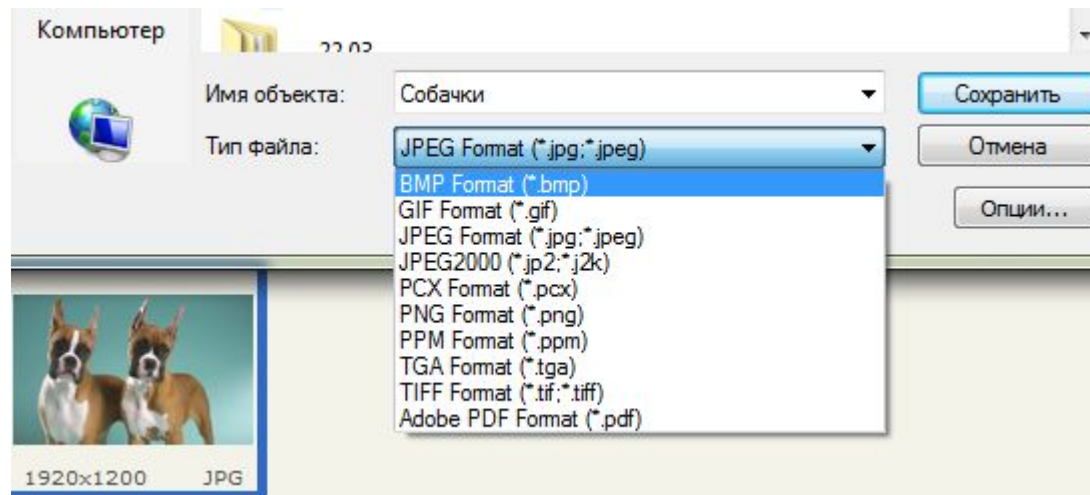 Компьютер
22.03
Имя объекта:
Собачки
Сохранить
Тип файла:
JPEG Format (*.jpg;*.jpeg)
Отмена
BMP Format (*.bmp)
GIF Format (*.gif)
Опции...
JPEG Format (*.jpg;*.jpeg)
JPEG2000 (*.jp2;*.j2k)
PCX Format (*.pcx)
PNG Format (*.png)
PPM Format (*.ppm)
TGA Format (*.tga)
TIFF Format (*.tif;*.tiff)
Adobe PDF Format (*.pdf)
1920x1200 JPG